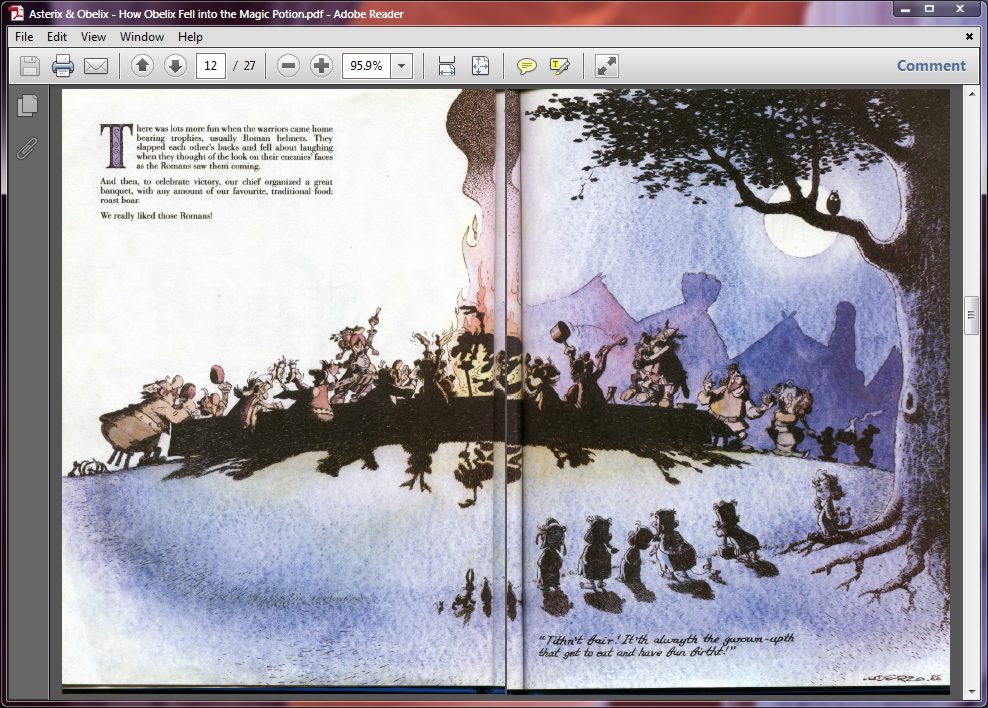 Asterix & Obelix - How Obelix Fell into the Magic Potion.pdf - Adobe Reader
File Edit View Window Help
12 / 27 95.9% Comment
There was lots more fun when the warriors came home
bearing trophies, usually Roman helmets. They
slapped each other's backs and fell about laughing
when they thought of the look on their enemies' faces
as the Romans saw them coming.
And then, to celebrate victory, our chief organized a great
banquet, with any amount of our favourite, traditional food:
roast boar.
We really liked those Romans!
"Tithn't fair! It'th alwayth the gwown-upth
that get to eat and have fun firtht!"
UDERZO.88